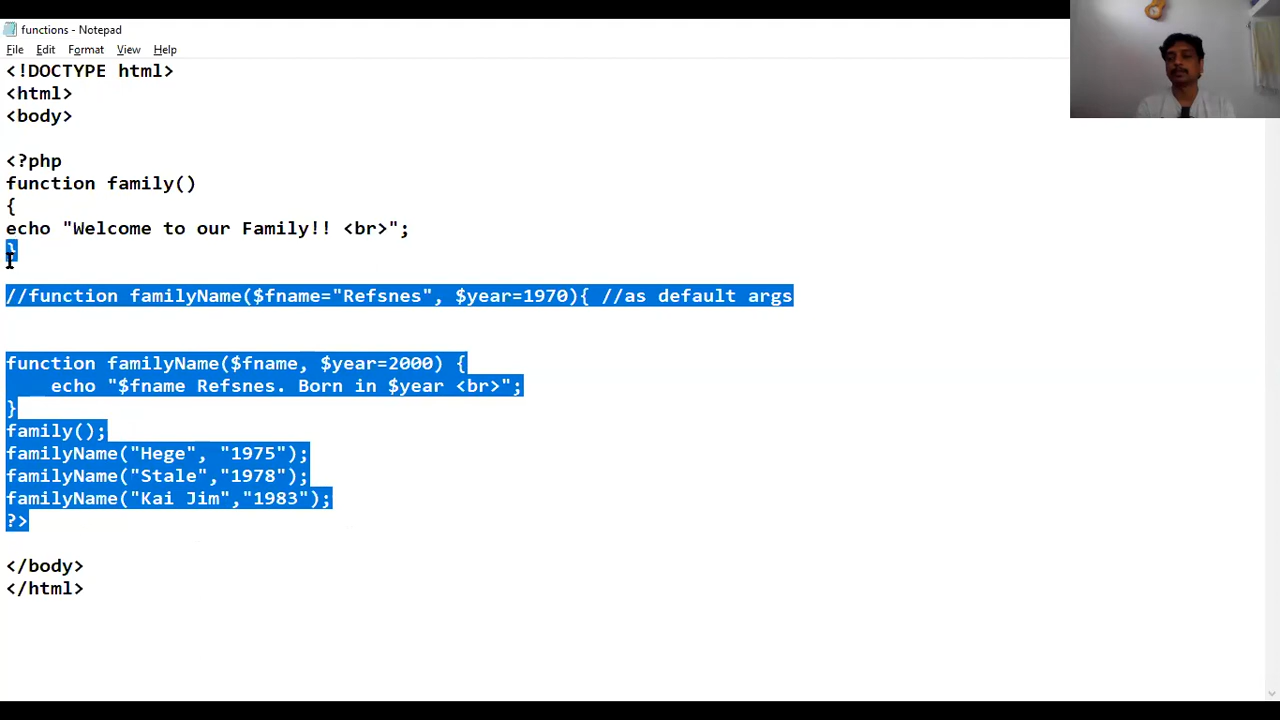 functions - Notepad
File Edit Format View Help
<!DOCTYPE html>
<html>
<body>
<?php
function family()
{
echo "Welcome to our Family!! <br>";
}
//function familyName($fname="Refsnes", $year=1970){ //as default args
function familyName($fname, $year=2000) {
    echo "$fname Refsnes. Born in $year <br>";
}
family();
familyName("Hege", "1975");
familyName("Stale","1978");
familyName("Kai Jim","1983");
?>
</body>
</html>